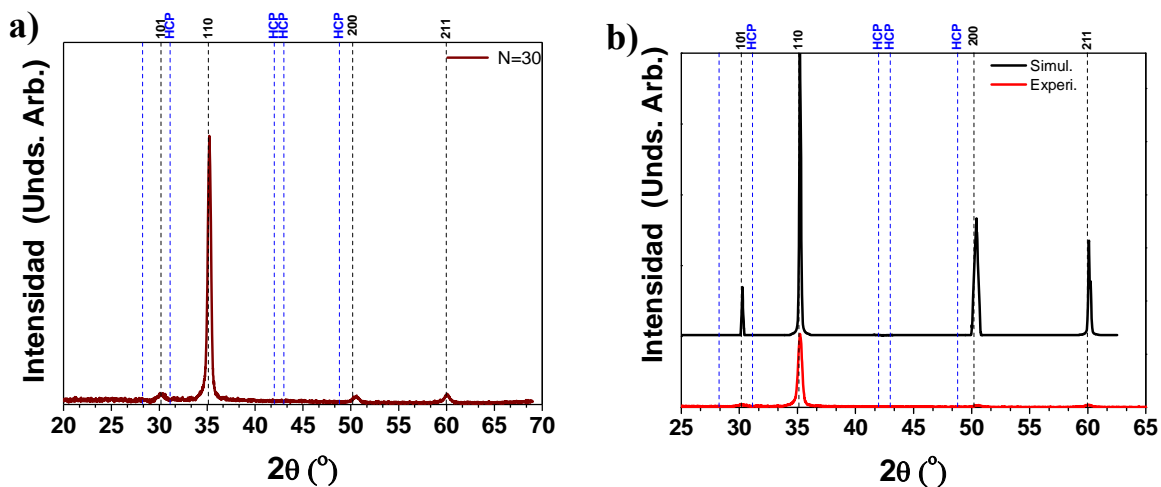 a)
101
HCP
110
HCP
HCP
HCP
200
211
N=30
Intensidad (Unds. Arb.)
20 25 30 35 40 45 50 55 60 65 70
2θ (°)
b)
101
HCP
110
HCP
HCP
HCP
200
211
Simul.
Experi.
Intensidad (Unds. Arb.)
25 30 35 40 45 50 55 60 65
2θ (°)